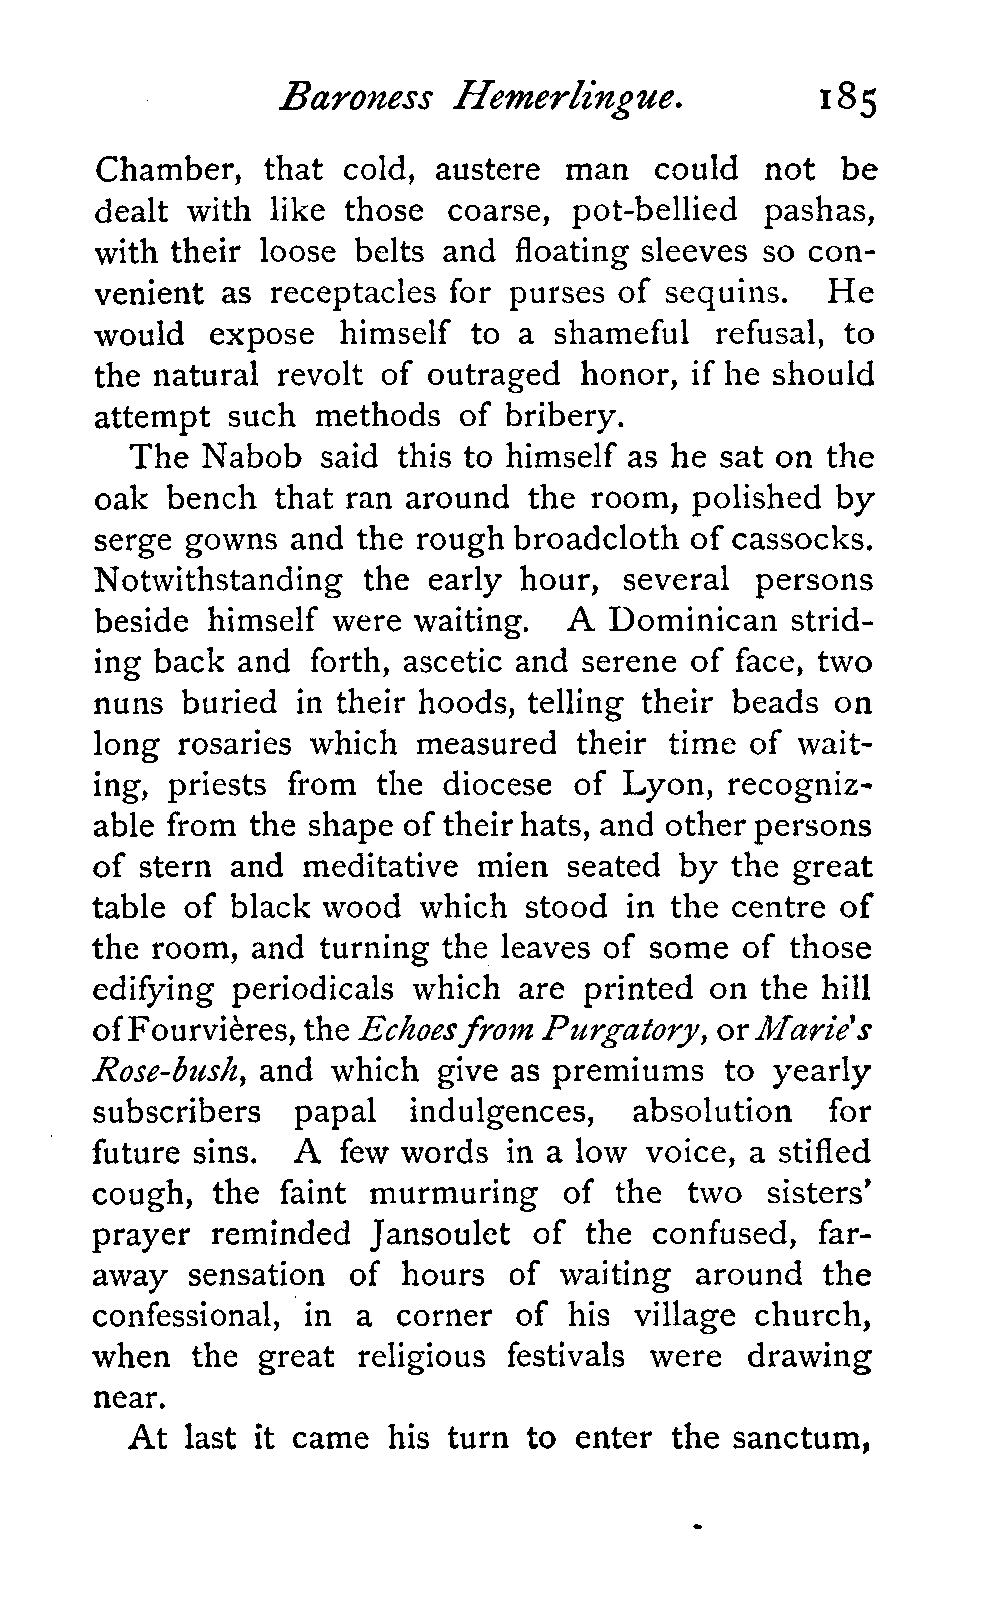 Baroness Hemerlingue. 185
Chamber, that cold, austere man could not be
dealt with like those coarse, pot-bellied pashas,
with their loose belts and floating sleeves so con-
venient as receptacles for purses of sequins. He
would expose himself to a shameful refusal, to
the natural revolt of outraged honor, if he should
attempt such methods of bribery.
The Nabob said this to himself as he sat on the
oak bench that ran around the room, polished by
serge gowns and the rough broadcloth of cassocks.
Notwithstanding the early hour, several persons
beside himself were waiting. A Dominican strid-
ing back and forth, ascetic and serene of face, two
nuns buried in their hoods, telling their beads on
long rosaries which measured their time of wait-
ing, priests from the diocese of Lyon, recogniz-
able from the shape of their hats, and other persons
of stern and meditative mien seated by the great
table of black wood which stood in the centre of
the room, and turning the leaves of some of those
edifying periodicals which are printed on the hill
of Fourvières, the Echoes from Purgatory, or Marie's
Rose-bush, and which give as premiums to yearly
subscribers papal indulgences, absolution for
future sins. A few words in a low voice, a stifled
cough, the faint murmuring of the two sisters'
prayer reminded Jansoulet of the confused, far-
away sensation of hours of waiting around the
confessional, in a corner of his village church,
when the great religious festivals were drawing
near.
At last it came his turn to enter the sanctum,